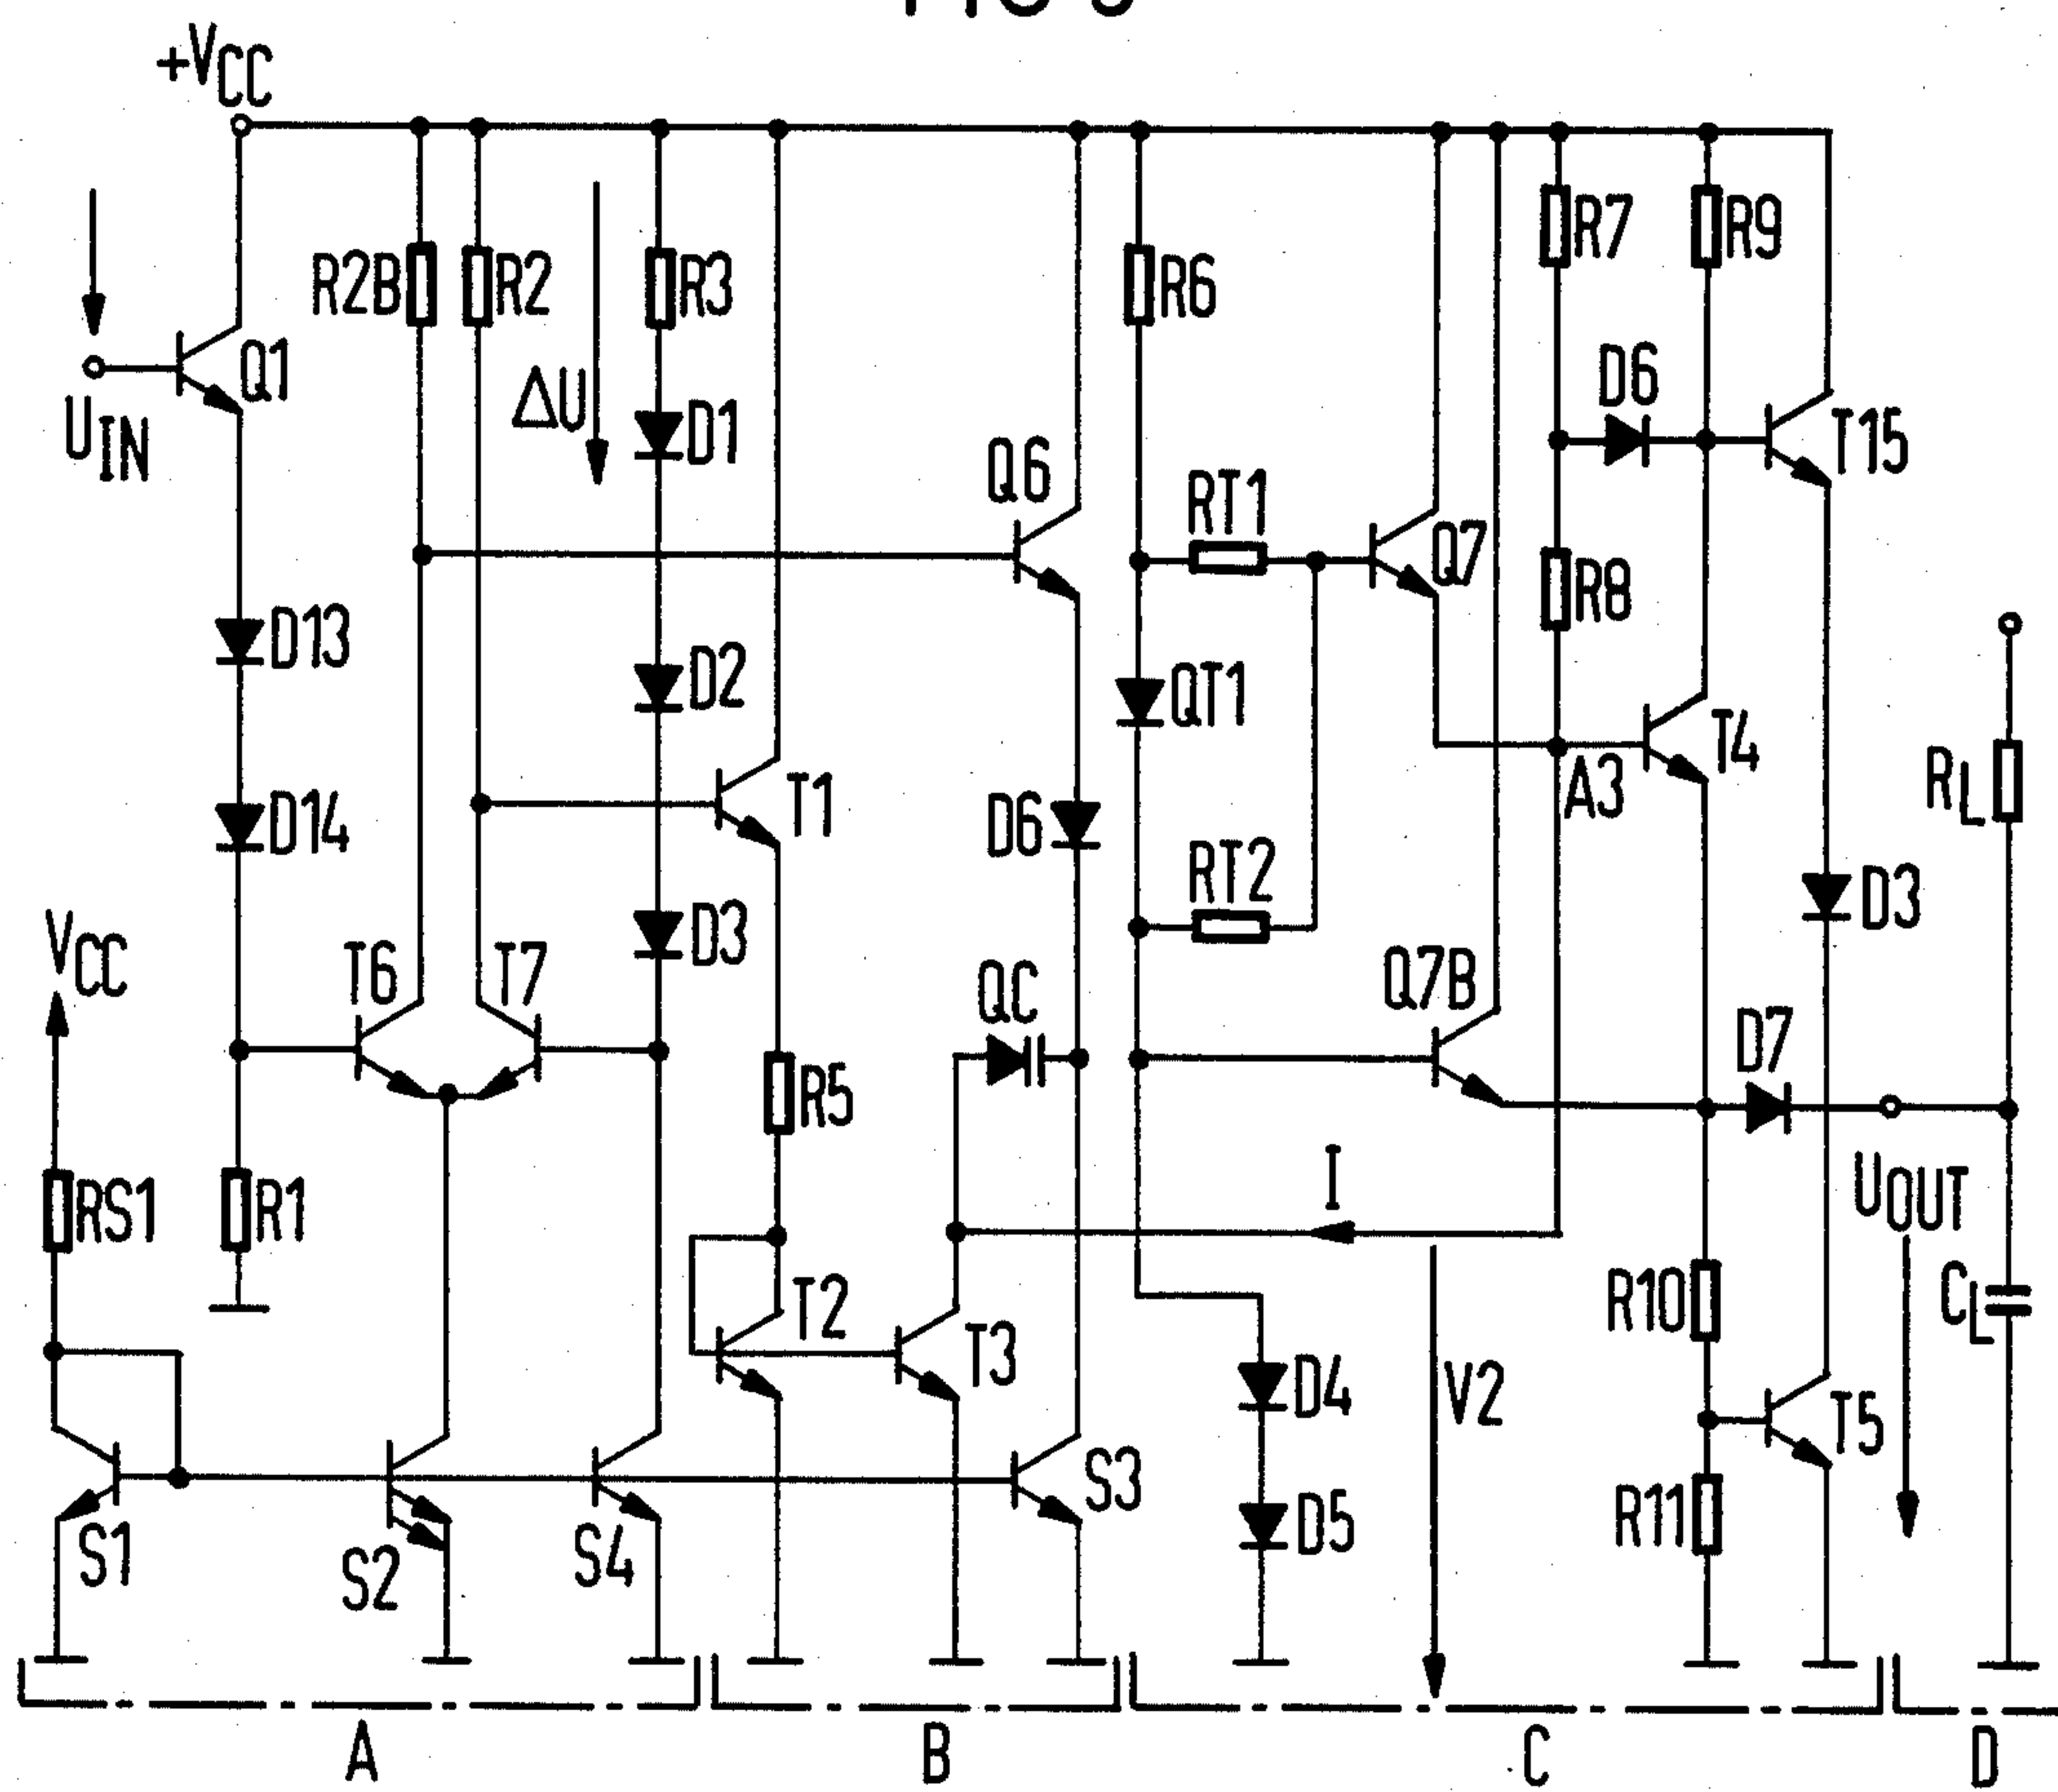 +VCC
R2B
R2
R3
R6
R7
R9
Q1
UIN
ΔU
D1
Q6
RT1
Q7
D6
T15
R8
D13
D2
QT1
T4
A3
RL
D14
T1
D6
RT2
D3
VCC
T6
T7
D3
QC
Q7B
D7
R5
RS1
R1
I
UOUT
T2
T3
R10
CL
D4
V2
T5
S1
S2
S4
S3
D5
R11
A
B
C
D